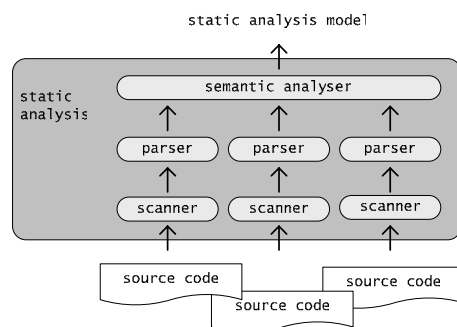 static analysis model
static
analysis
semantic analyser
parser parser parser
scanner scanner scanner
source code
source code
source code